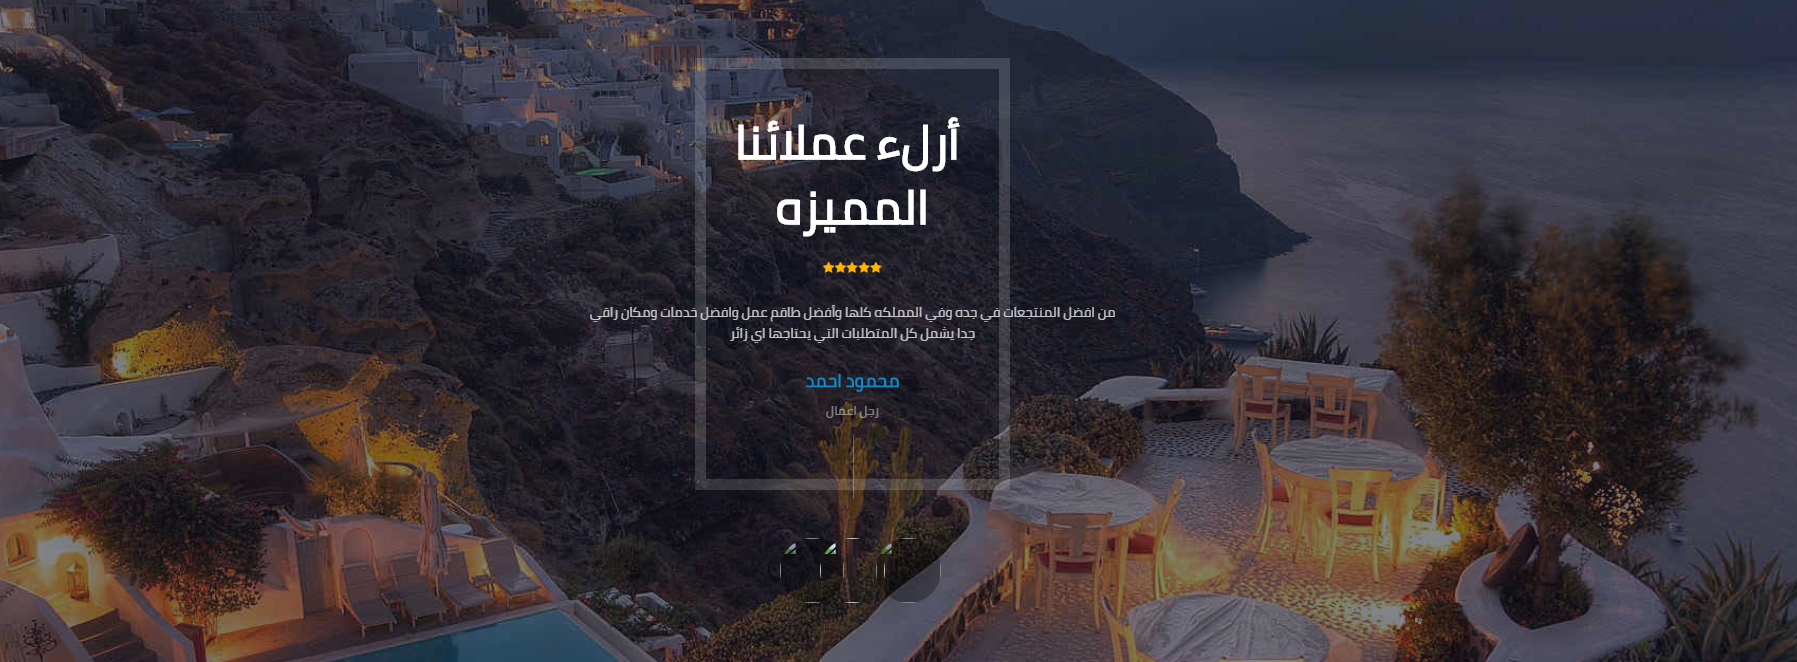 أرلء عملائنا
المميزه
من افضل المنتجعات في جده وفي المملكه كلها وأفضل طاقم عمل وافضل خدمات ومكان راقي
جدا يشمل كل المتطلبات التي يحتاجها اي زائر
محمود احمد
رجل اعمال